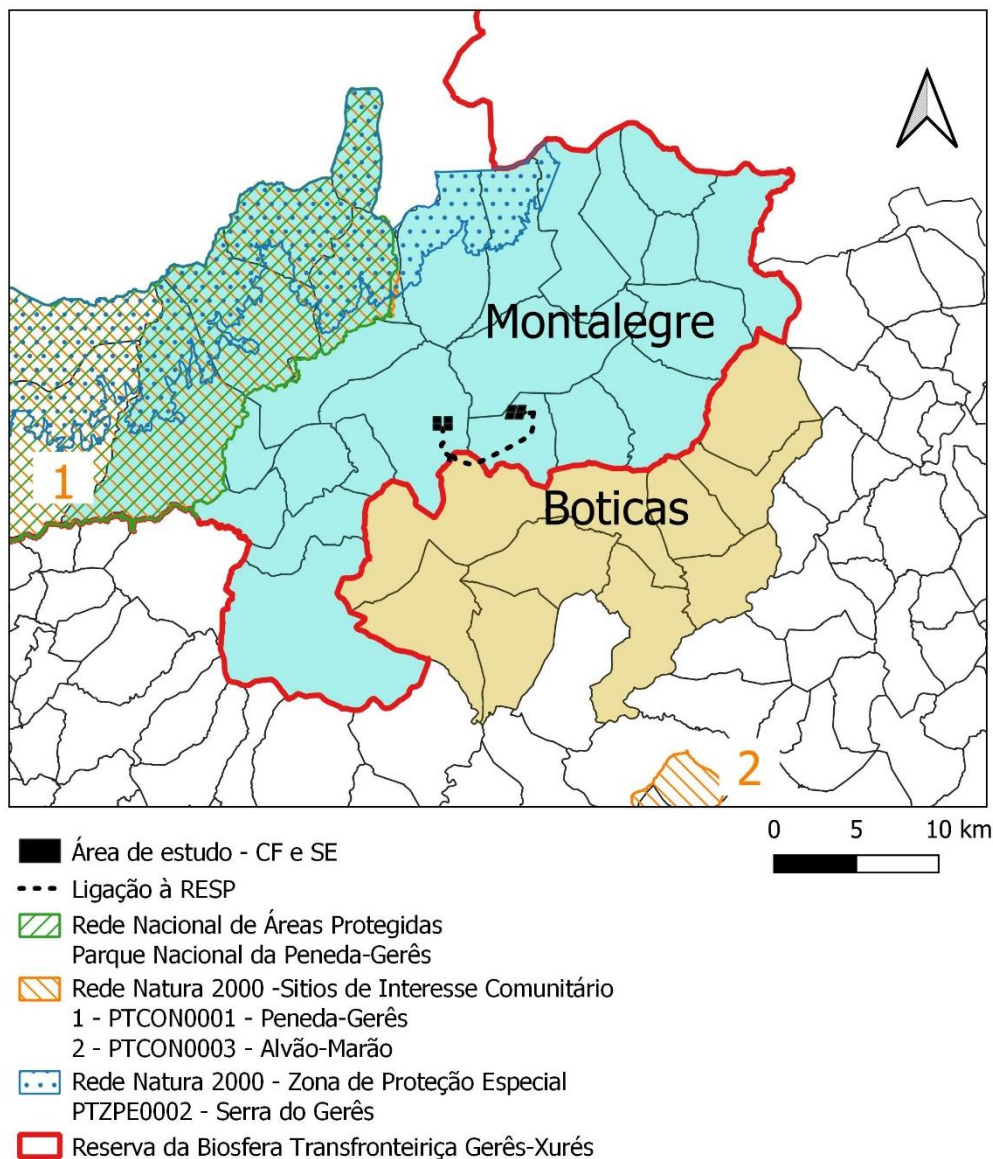 Montalegre
1
Boticas
2
0 5 10 km
Área de estudo - CF e SE
Ligação à RESP
Rede Nacional de Áreas Protegidas
Parque Nacional da Peneda-Gerês
Rede Natura 2000 -Sitios de Interesse Comunitário
1 - PTCON0001 - Peneda-Gerês
2 - PTCON0003 - Alvão-Marão
Rede Natura 2000 - Zona de Proteção Especial
PTZPE0002 - Serra do Gerês
Reserva da Biosfera Transfronteiriça Gerês-Xurés